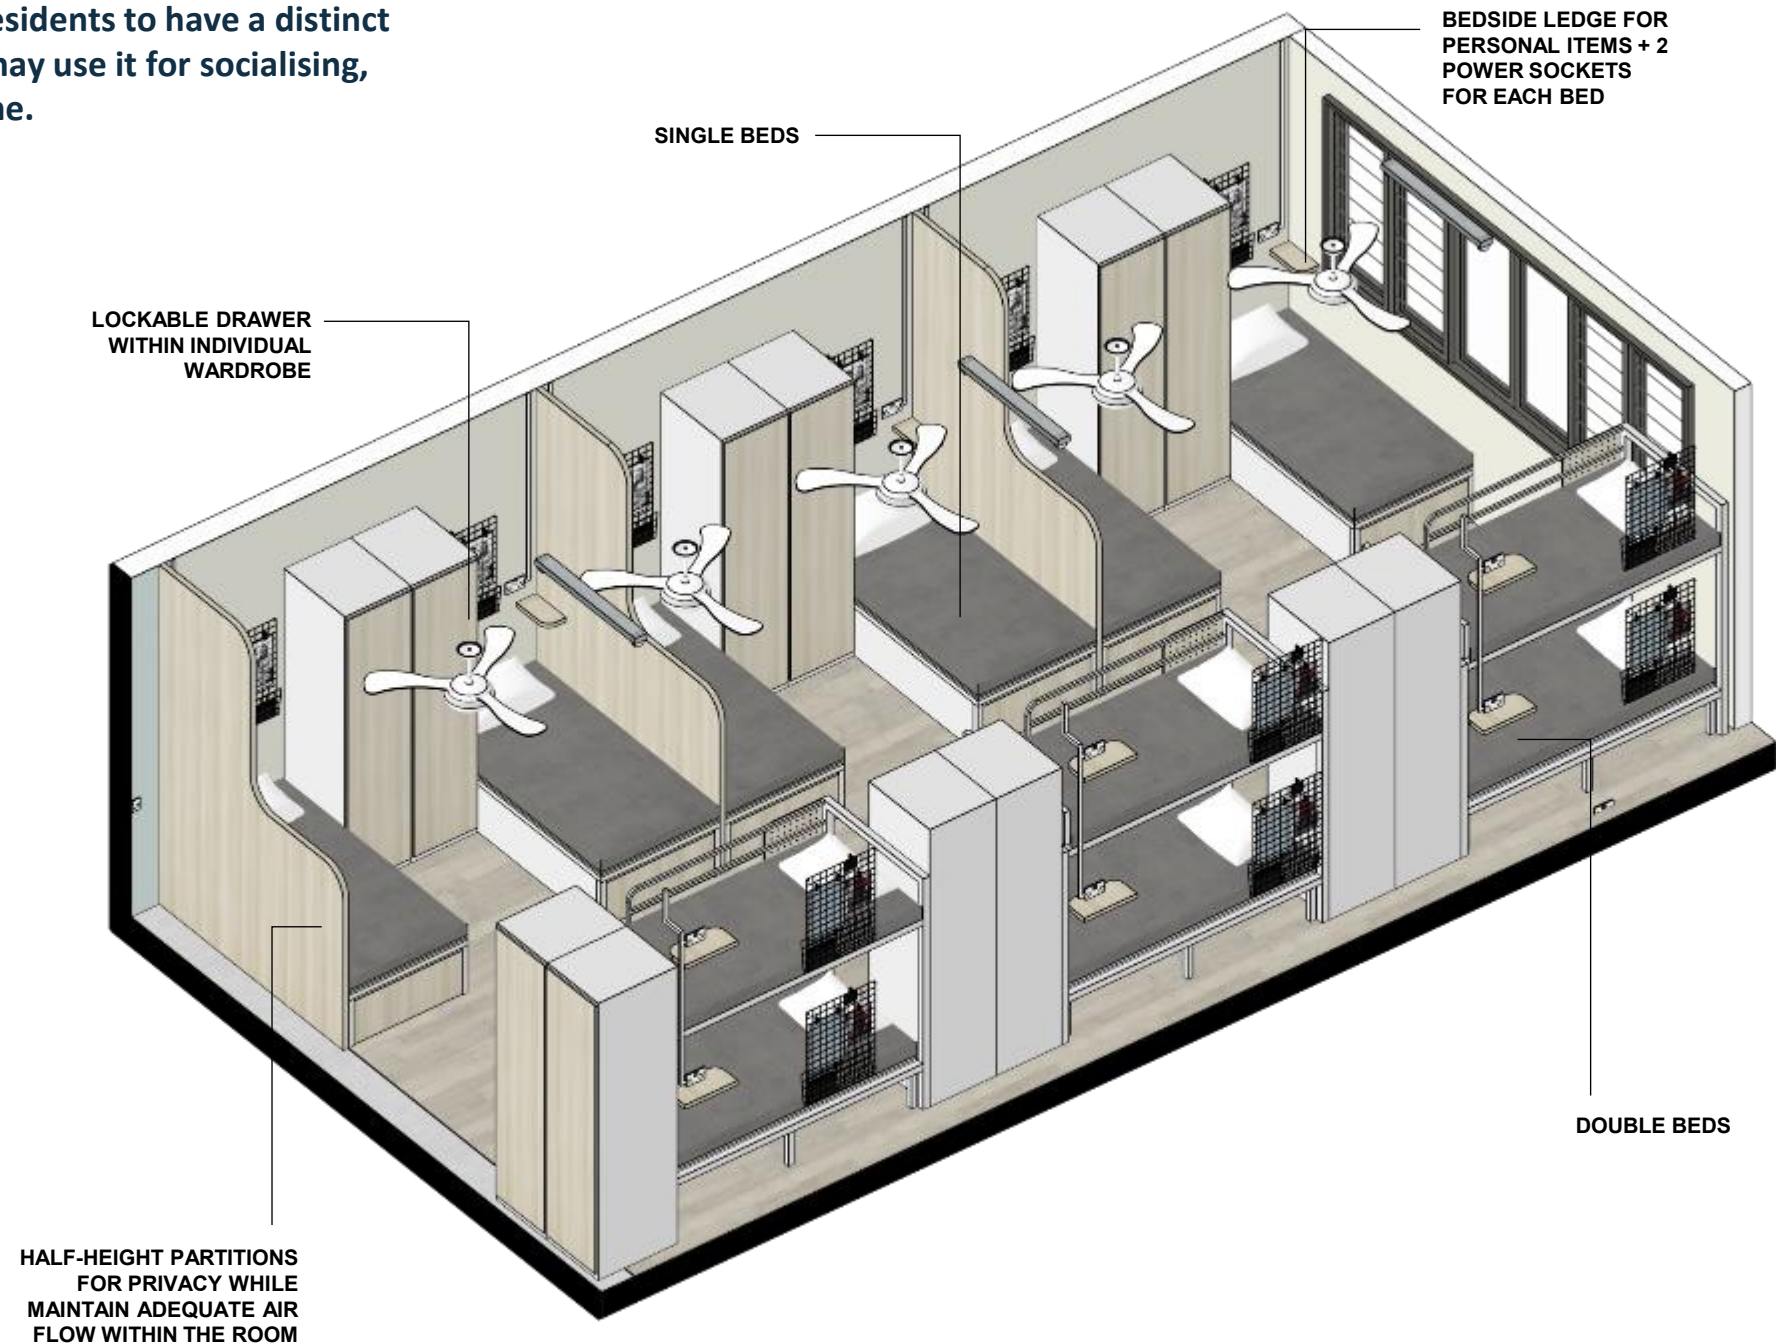 esidents to have a distinct
may use it for socialising,
ne.
BEDSIDE LEDGE FOR
PERSONAL ITEMS + 2
POWER SOCKETS
FOR EACH BED
SINGLE BEDS
LOCKABLE DRAWER
WITHIN INDIVIDUAL
WARDROBE
DOUBLE BEDS
HALF-HEIGHT PARTITIONS
FOR PRIVACY WHILE
MAINTAIN ADEQUATE AIR
FLOW WITHIN THE ROOM